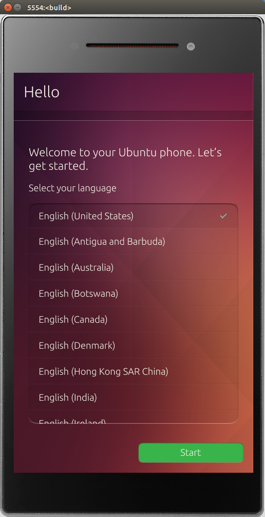 5554:<build>
Hello
Welcome to your Ubuntu phone. Let's
get started.
Select your language
English (United States)
English (Antigua and Barbuda)
English (Australia)
English (Botswana)
English (Canada)
English (Denmark)
English (Hong Kong SAR China)
English (India)
English (Ireland)
Start